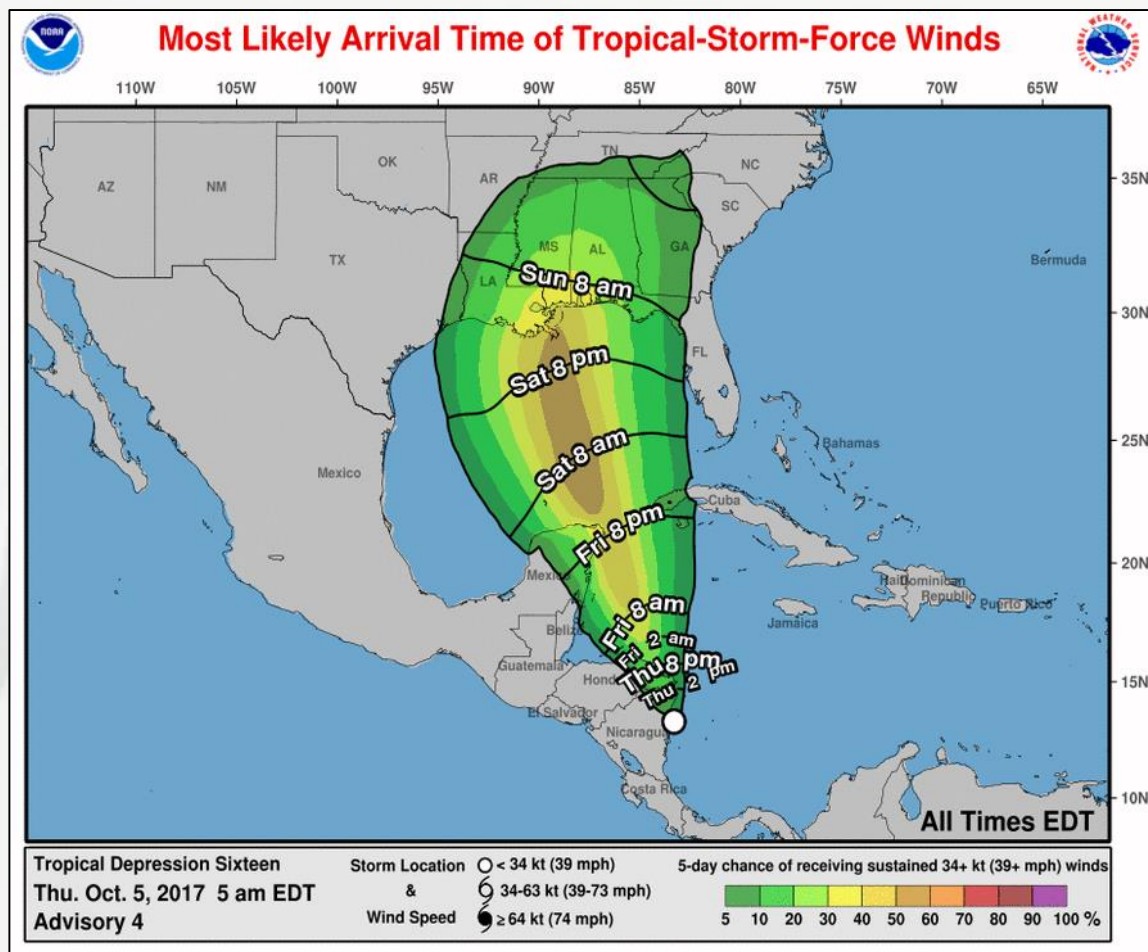 Most Likely Arrival Time of Tropical-Storm-Force Winds
110W 105W 100W 95W 90W 85W 80W 75W 70W 65W
TN
NC
OK
AR
35N
AZ
NM
SC
MS
AL
GA
TX
Bermuda
LA
Sun 8 am
30N
FL
Sat 8 pm
25N
Bahamas
Sat 8 am
Mexico
Cuba
Fri 8 pm
20N
Mexico
Dominican
Republic
Puerto Rico
Fri 8 am
Jamaica
Fri 2 am
Guatemala
Thu 8 pm
15N
Thu 2 pm
El Salvador
Nicaragua
Costa Rica
10N
All Times EDT
Tropical Depression Sixteen
Thu. Oct. 5, 2017 5 am EDT
Advisory 4
Storm Location
&
Wind Speed
< 34 kt (39 mph)
34-63 kt (39-73 mph)
≥ 64 kt (74 mph)
5-day chance of receiving sustained 34+ kt (39+ mph) winds
5 10 20 30 40 50 60 70 80 90 100 %